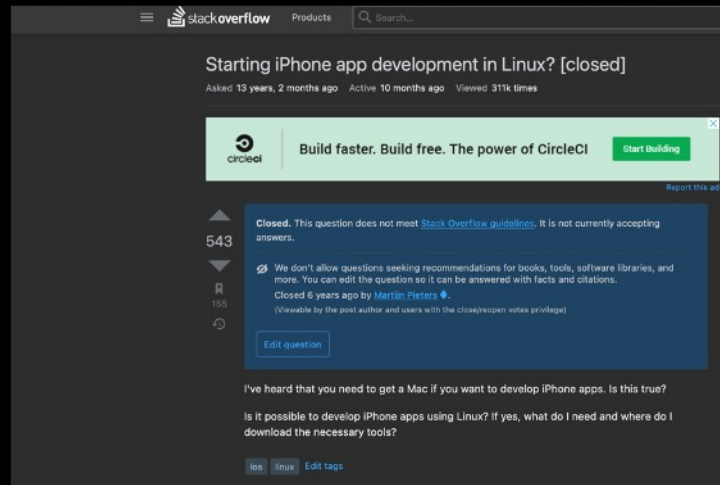 stackoverflow Products Search...
Starting iPhone app development in Linux? [closed]
Asked 13 years, 2 months ago Active 10 months ago Viewed 311k times
circleci Build faster. Build free. The power of CircleCI Start Building
Report this ad
Closed. This question does not meet Stack Overflow guidelines. It is not currently accepting
answers.
543
We don't allow questions seeking recommendations for books, tools, software libraries, and
more. You can edit the question so it can be answered with facts and citations.
155
Closed 6 years ago by Martijn Pieters ♦.
(Viewable by the post author and users with the close/reopen votes privilege)
Edit question
I've heard that you need to get a Mac if you want to develop iPhone apps. Is this true?
Is it possible to develop iPhone apps using Linux? If yes, what do I need and where do I
download the necessary tools?
ios linux Edit tags